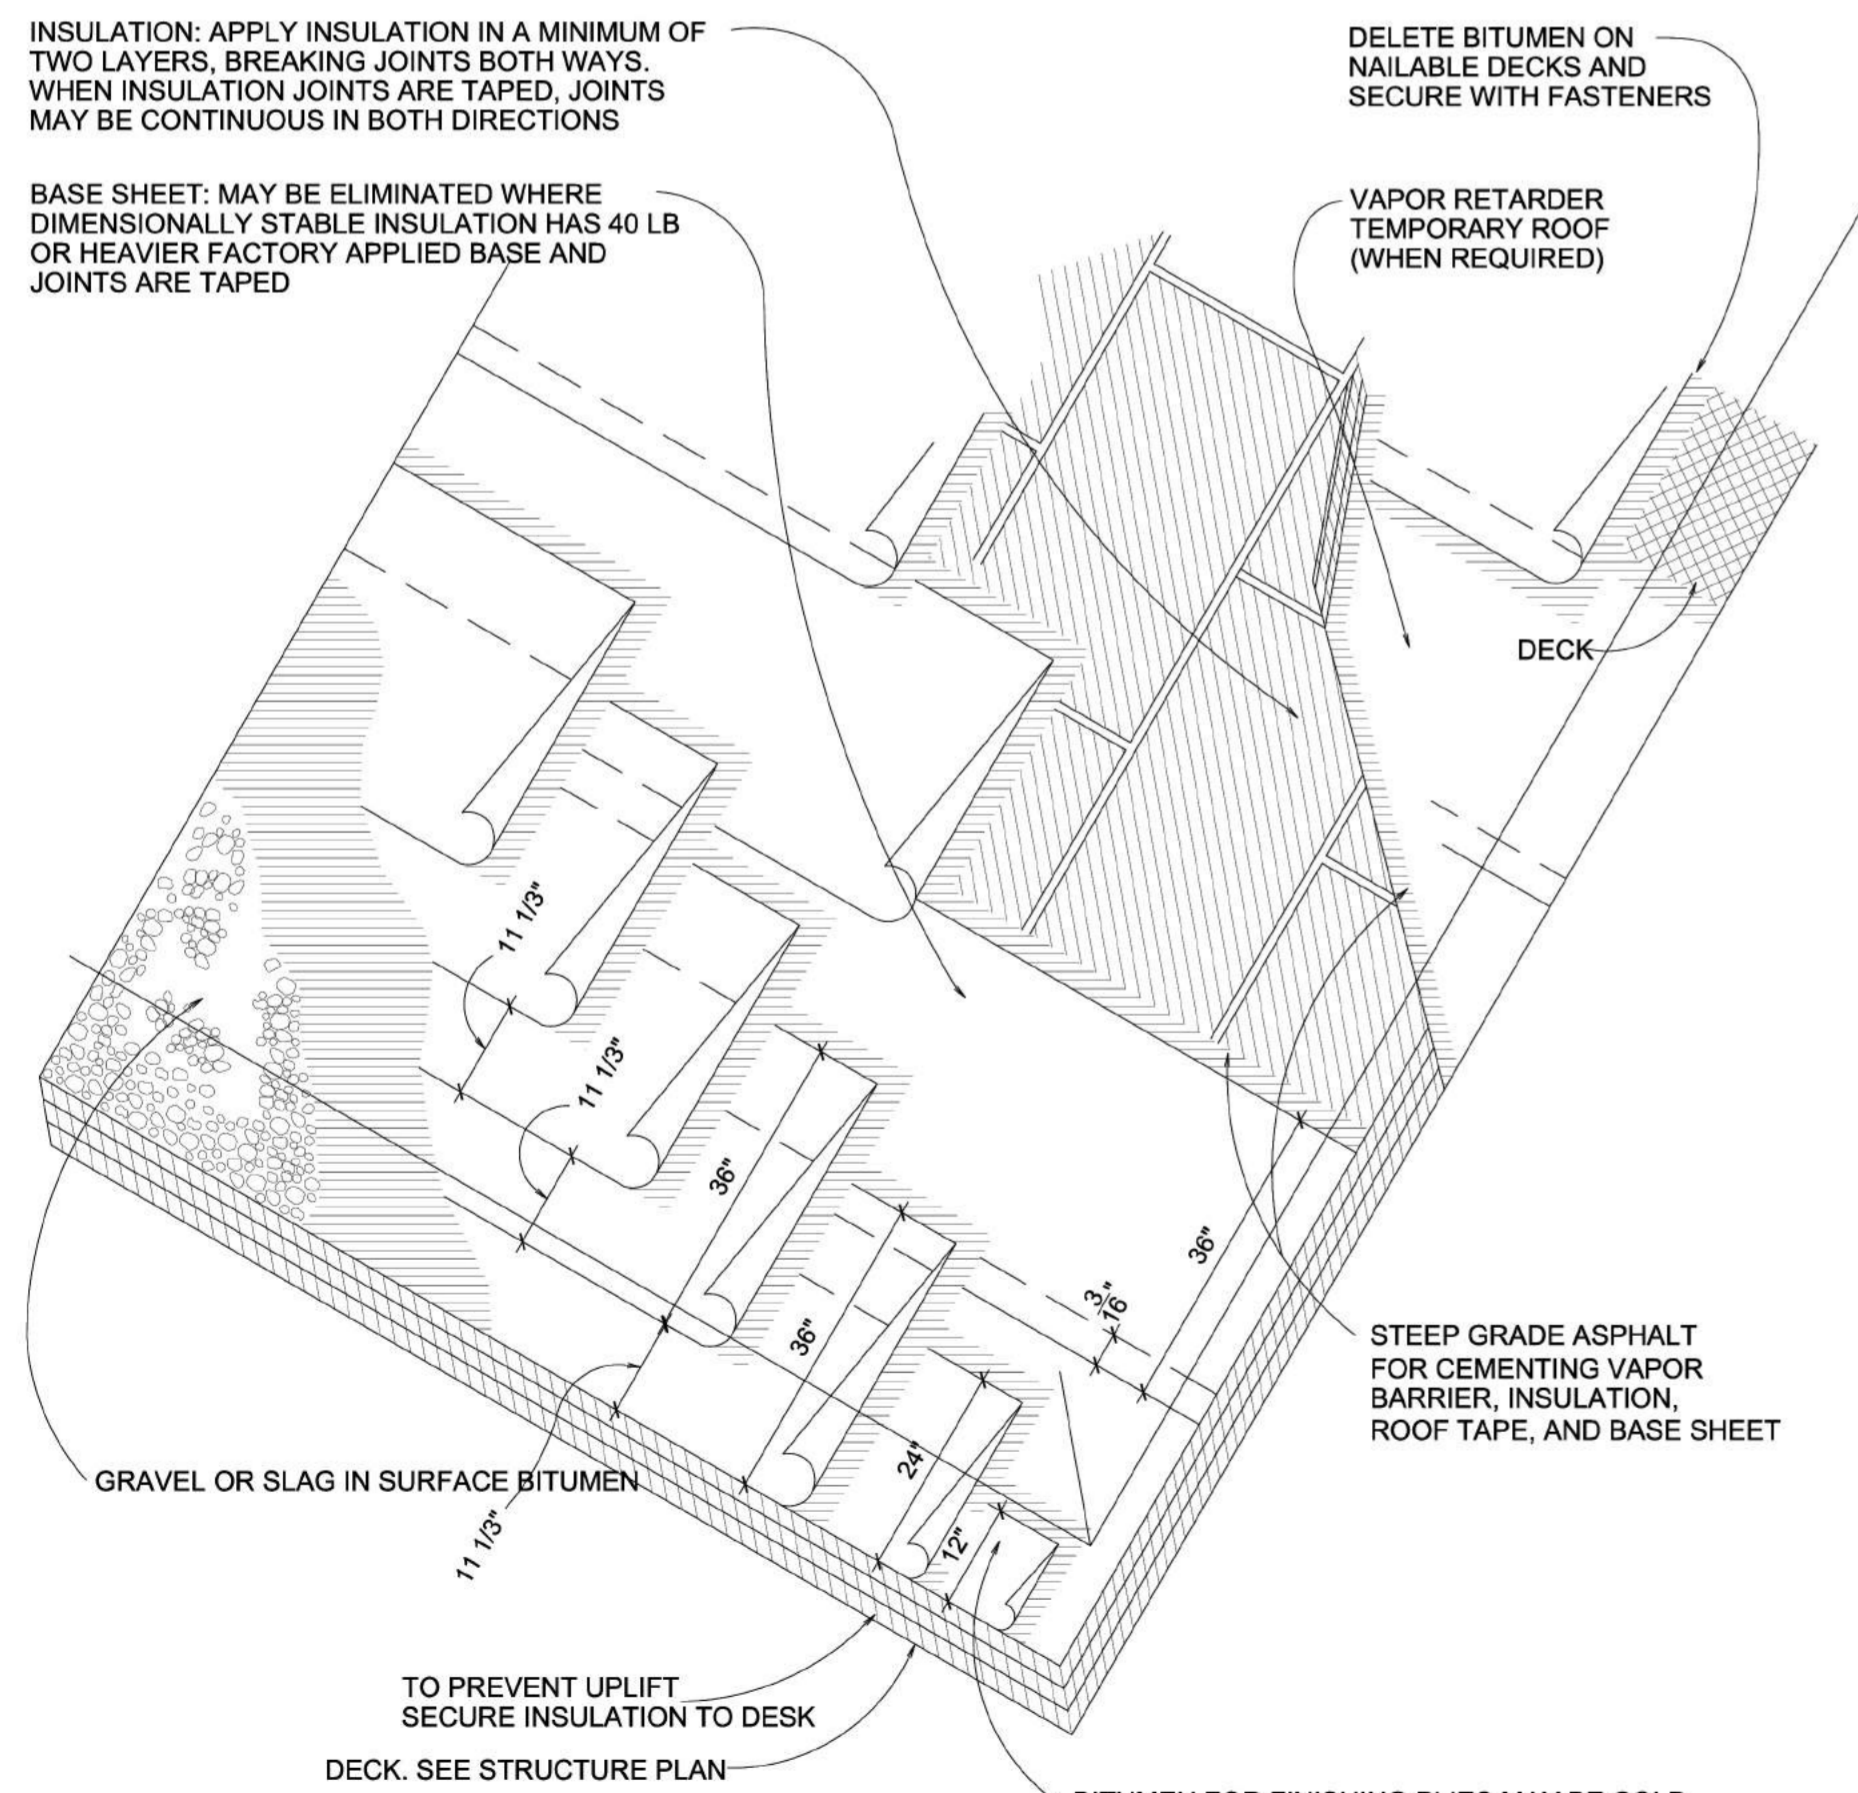 INSULATION: APPLY INSULATION IN A MINIMUM OF
TWO LAYERS, BREAKING JOINTS BOTH WAYS.
WHEN INSULATION JOINTS ARE TAPED, JOINTS
MAY BE CONTINUOUS IN BOTH DIRECTIONS
DELETE BITUMEN ON
NAILABLE DECKS AND
SECURE WITH FASTENERS
BASE SHEET: MAY BE ELIMINATED WHERE
DIMENSIONALLY STABLE INSULATION HAS 40 LB
OR HEAVIER FACTORY APPLIED BASE AND
JOINTS ARE TAPED
VAPOR RETARDER
TEMPORARY ROOF
(WHEN REQUIRED)
DECK
11 1/3"
11 1/3"
36"
36"
36"
3"/16
24"
12"
STEEP GRADE ASPHALT
FOR CEMENTING VAPOR
BARRIER, INSULATION,
ROOF TAPE, AND BASE SHEET
GRAVEL OR SLAG IN SURFACE BITUMEN
11 1/3"
TO PREVENT UPLIFT
SECURE INSULATION TO DESK
DECK. SEE STRUCTURE PLAN